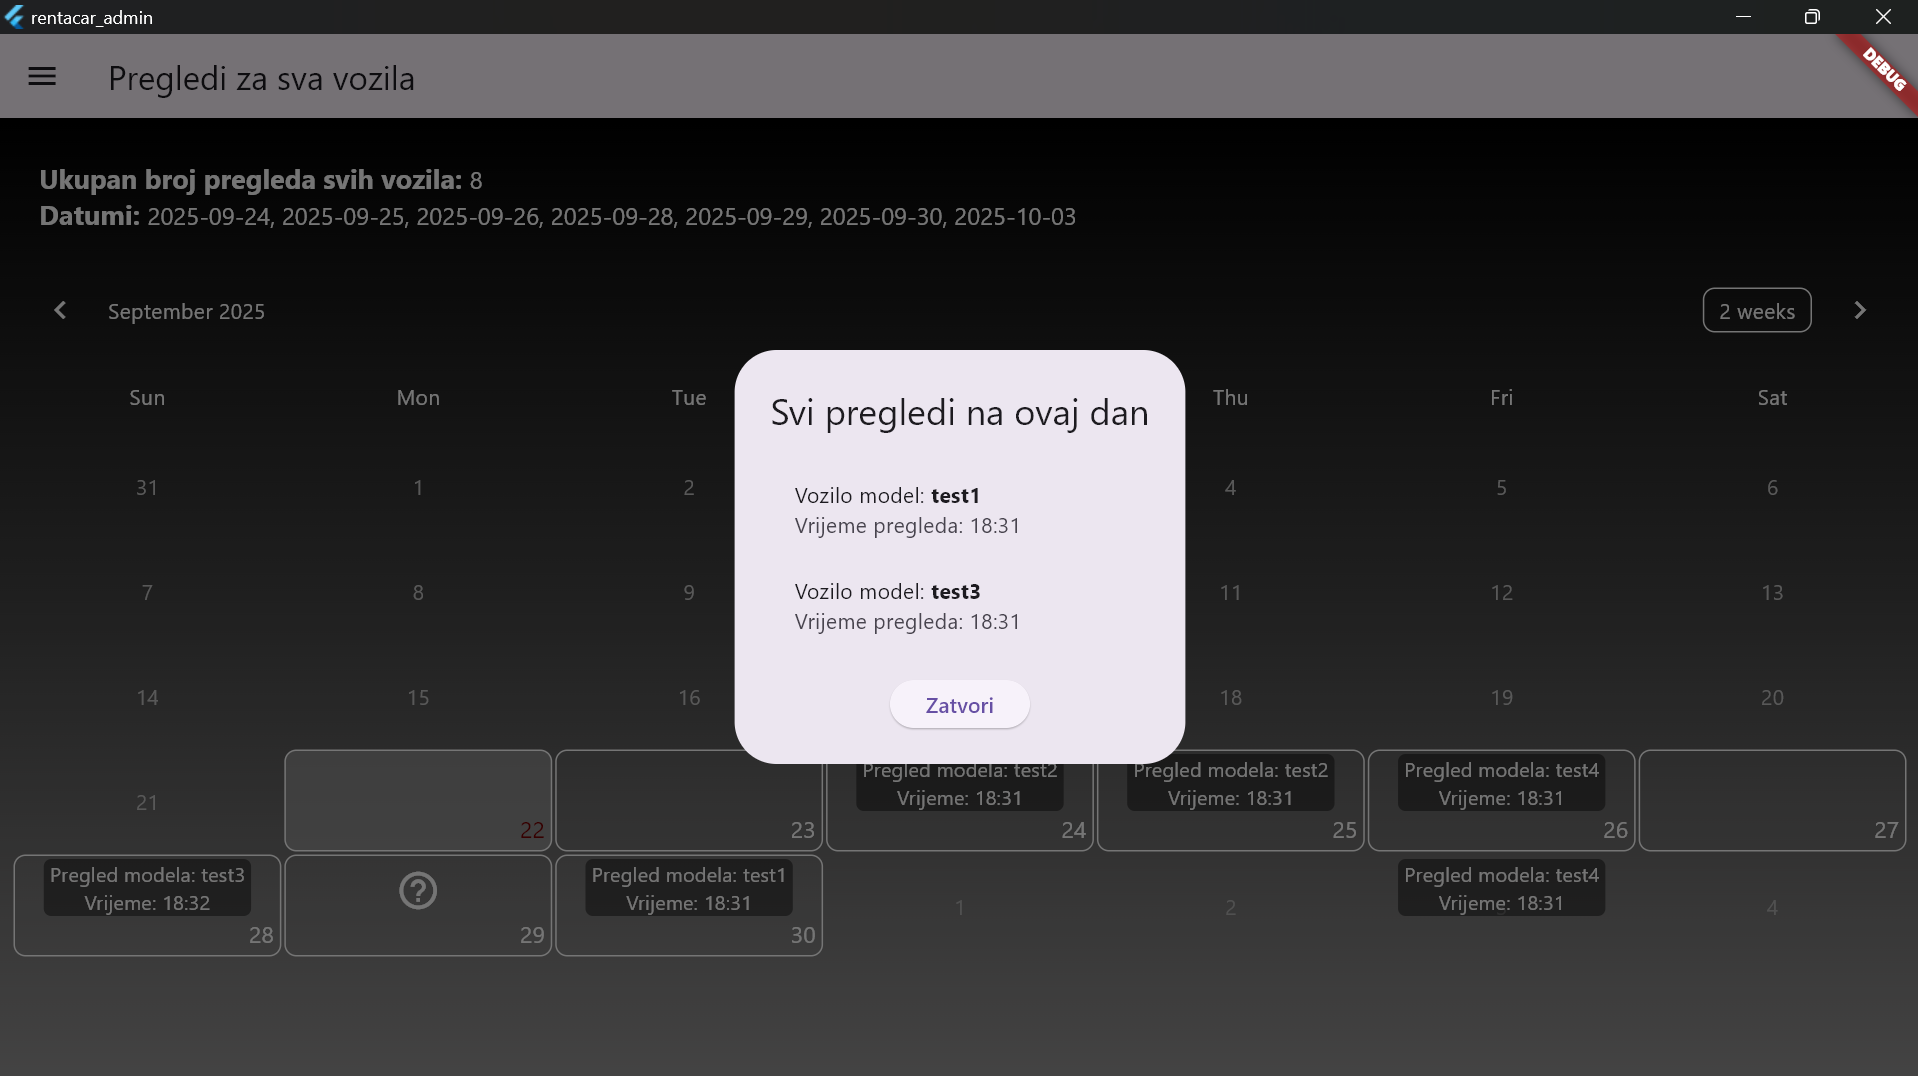 rentacar_admin
Pregledi za sva vozila
DEBUG
Ukupan broj pregleda svih vozila: 8
Datumi: 2025-09-24, 2025-09-25, 2025-09-26, 2025-09-28, 2025-09-29, 2025-09-30, 2025-10-03
September 2025
2 weeks
Sun Mon Tue Thu Fri Sat
Svi pregledi na ovaj dan
Vozilo model: test1
Vrijeme pregleda: 18:31
Vozilo model: test3
Vrijeme pregleda: 18:31
Zatvori
31 1 2 4 5 6
7 8 9 11 12 13
14 15 16 18 19 20
21
22
23
Pregled modela: test2
Vrijeme: 18:31
24
Pregled modela: test2
Vrijeme: 18:31
25
Pregled modela: test4
Vrijeme: 18:31
26
27
Pregled modela: test3
Vrijeme: 18:32
28
?
29
Pregled modela: test1
Vrijeme: 18:31
30
1
2
Pregled modela: test4
Vrijeme: 18:31
4